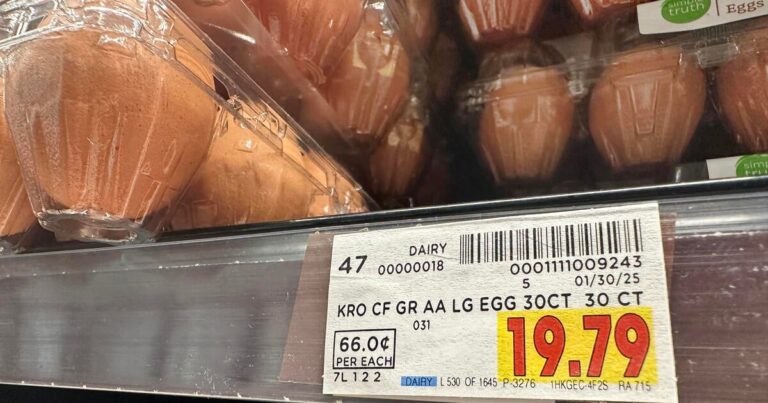 simple
truth
Eggs
simple
truth
47
DAIRY
00000018
0001111009243
5 01/30/25
KRO CF GR AA LG EGG 30CT 30 CT
031
66.0¢
PER EACH
7L 1 2 2
19.79
DAIRY L 530 OF 1645 P-3276 1HKGEC-4F2S RA 715